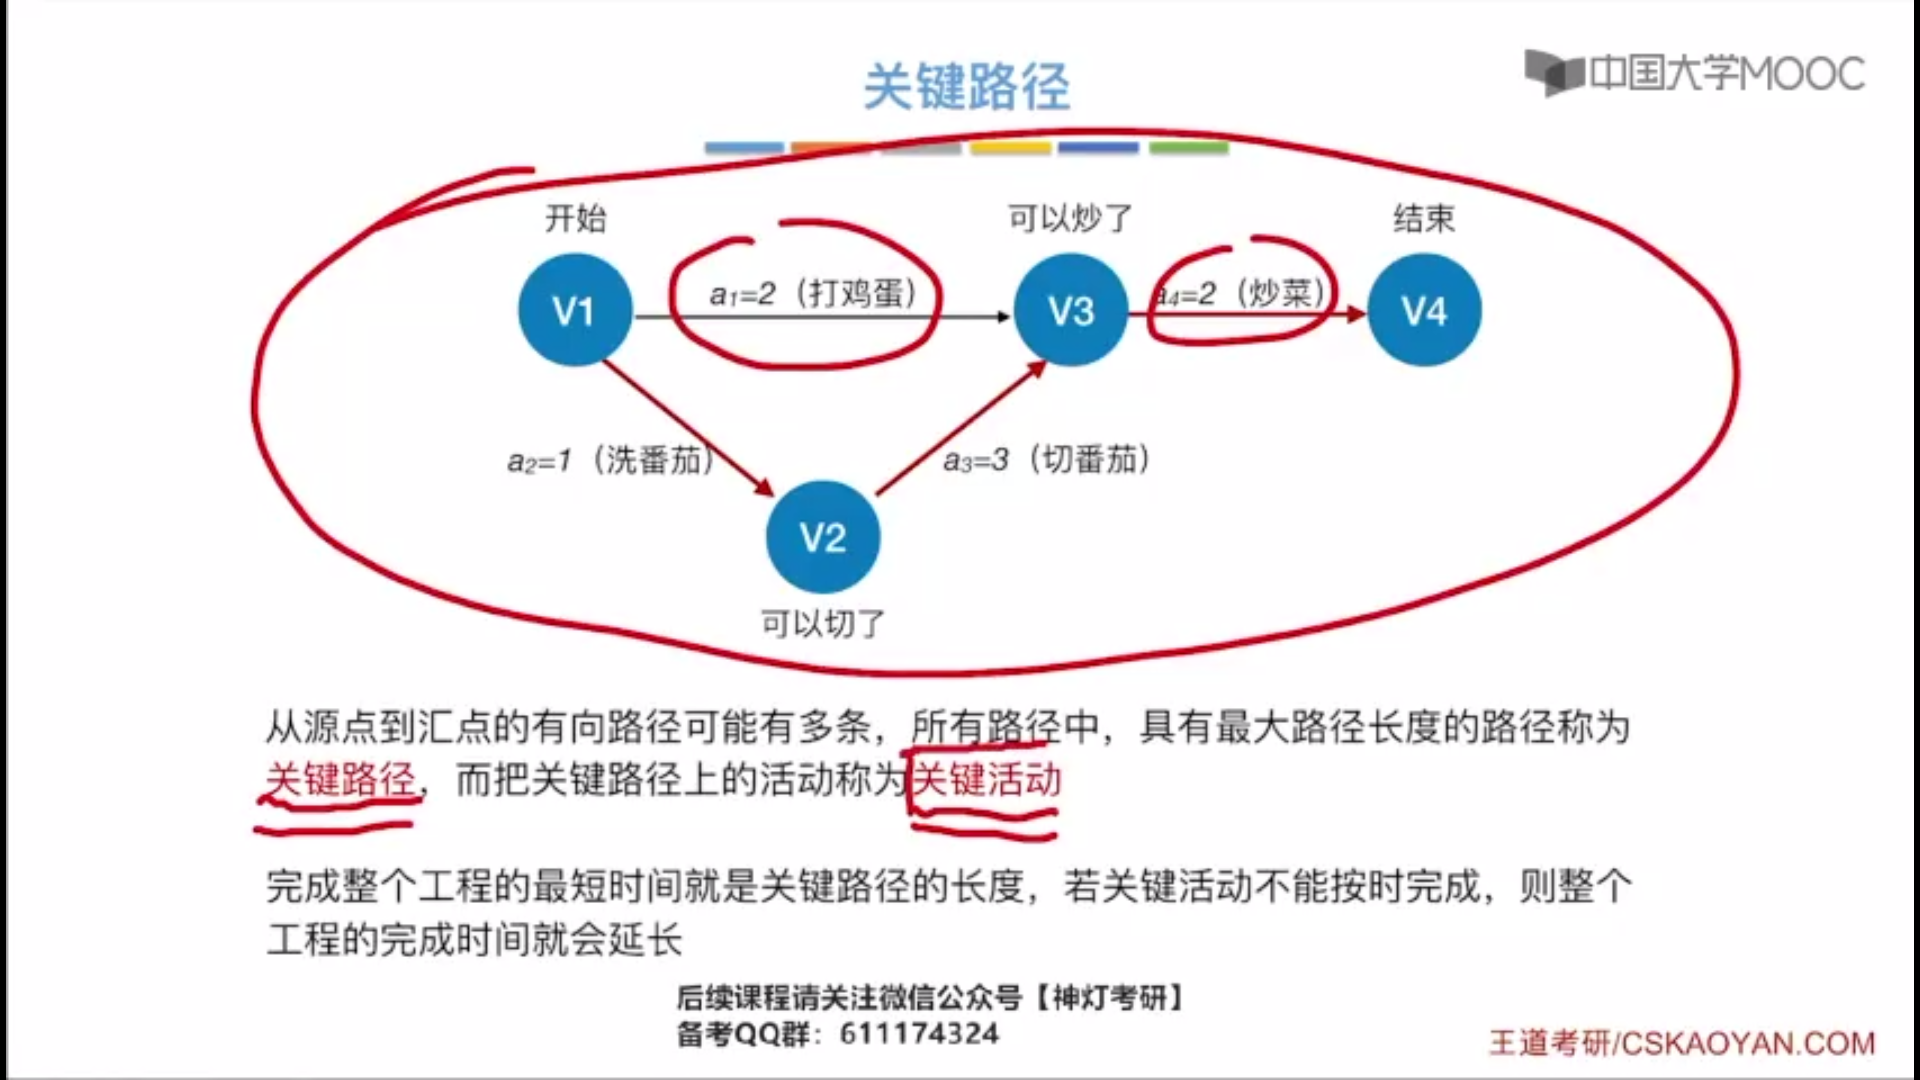 关键路径
中国大学MOOC
开始
可以炒了
结束
a₁=2（打鸡蛋）
a₄=2（炒菜）
V1
V3
V4
a₂=1（洗番茄）
a₃=3（切番茄）
V2
可以切了
从源点到汇点的有向路径可能有多条，所有路径中，具有最大路径长度的路径称为
关键路径，而把关键路径上的活动称为关键活动
完成整个工程的最短时间就是关键路径的长度，若关键活动不能按时完成，则整个
工程的完成时间就会延长
后续课程请关注微信公众号【神灯考研】
备考QQ群：611174324
王道考研/CSKAOYAN.COM